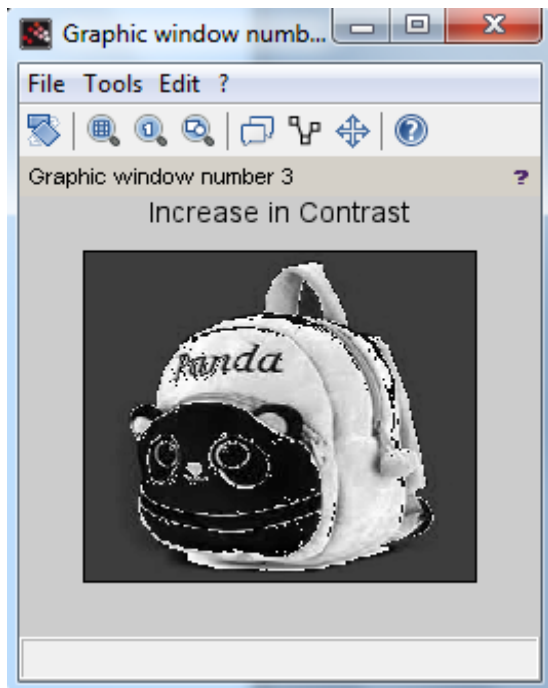 Graphic window numb...
File Tools Edit ?
Graphic window number 3 ?
Increase in Contrast
Panda